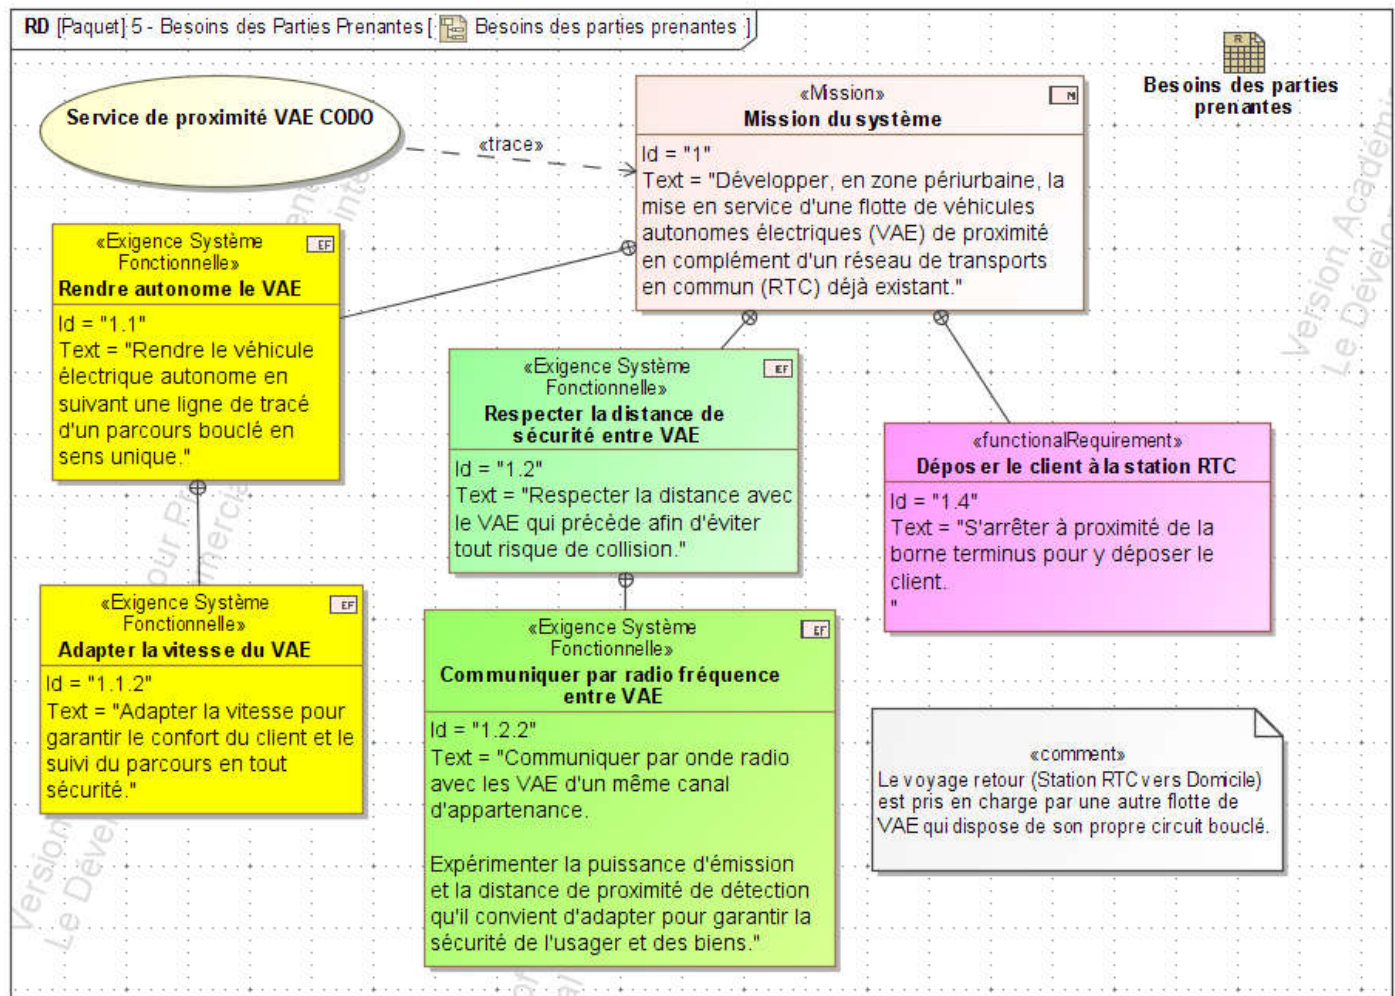 RD [Paquet] 5 - Besoins des Parties Prenantes [ Besoins des parties prenantes ]
Besoins des parties
prenantes
Service de proximité VAE CODO
«trace»
«Mission»
M
Mission du système
Id = "1"
Text = "Développer, en zone périurbaine, la
mise en service d'une flotte de véhicules
autonomes électriques (VAE) de proximité
en complément d'un réseau de transports
en commun (RTC) déjà existant."
«Exigence Système
Fonctionnelle»
EF
Rendre autonome le VAE
Id = "1.1"
Text = "Rendre le véhicule
électrique autonome en
suivant une ligne de tracé
d'un parcours bouclé en
sens unique."
«Exigence Système
Fonctionnelle»
EF
Respecter la distance de
sécurité entre VAE
Id = "1.2"
Text = "Respecter la distance avec
le VAE qui précède afin d'éviter
tout risque de collision."
«functionalRequirement»
Déposer le client à la station RTC
Id = "1.4"
Text = "S'arrêter à proximité de la
borne terminus pour y déposer le
client.
"
«Exigence Système
Fonctionnelle»
EF
Adapter la vitesse du VAE
Id = "1.1.2"
Text = "Adapter la vitesse pour
garantir le confort du client et le
suivi du parcours en tout
sécurité."
«Exigence Système
Fonctionnelle»
EF
Communiquer par radio fréquence
entre VAE
Id = "1.2.2"
Text = "Communiquer par onde radio
avec les VAE d'un même canal
d'appartenance.
Expérimenter la puissance d'émission
et la distance de proximité de détection
qu'il convient d'adapter pour garantir la
sécurité de l'usager et des biens."
«comment»
Le voyage retour (Station RTC vers Domicile)
est pris en charge par une autre flotte de
VAE qui dispose de son propre circuit bouclé.
Version Académi
Le Dévelo
Version
Le Dével